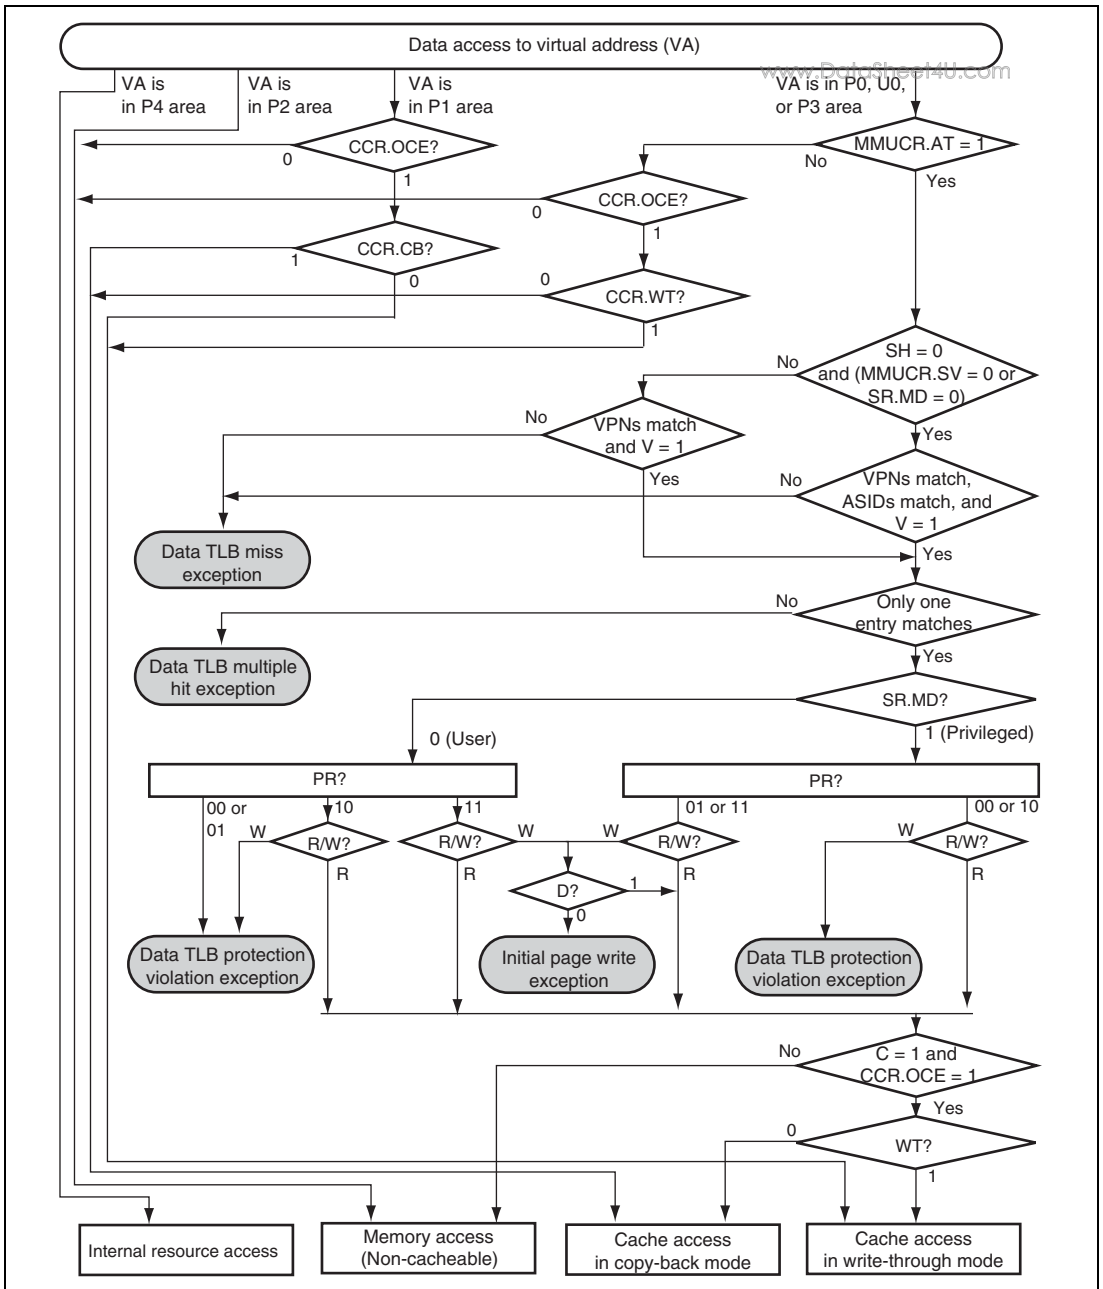 Data access to virtual address (VA)
www.DataSheet4U.com
VA is
in P4 area
VA is
in P2 area
VA is
in P1 area
VA is in P0, U0,
or P3 area
CCR.OCE?
0
1
MMUCR.AT = 1
No
Yes
CCR.OCE?
0
1
CCR.CB?
1
0
CCR.WT?
0
1
SH = 0
and (MMUCR.SV = 0 or
SR.MD = 0)
No
Yes
VPNs match
and V = 1
No
Yes
VPNs match,
ASIDs match, and
V = 1
No
Yes
Data TLB miss
exception
Only one
entry matches
No
Yes
Data TLB multiple
hit exception
SR.MD?
0 (User)
1 (Privileged)
PR?
PR?
00 or
01
10
11
01 or 11
00 or 10
W
R/W?
R
R/W?
W
R
W
R/W?
R
W
R/W?
R
D?
1
0
Data TLB protection
violation exception
Initial page write
exception
Data TLB protection
violation exception
C = 1 and
CCR.OCE = 1
No
Yes
WT?
0
1
Internal resource access
Memory access
(Non-cacheable)
Cache access
in copy-back mode
Cache access
in write-through mode